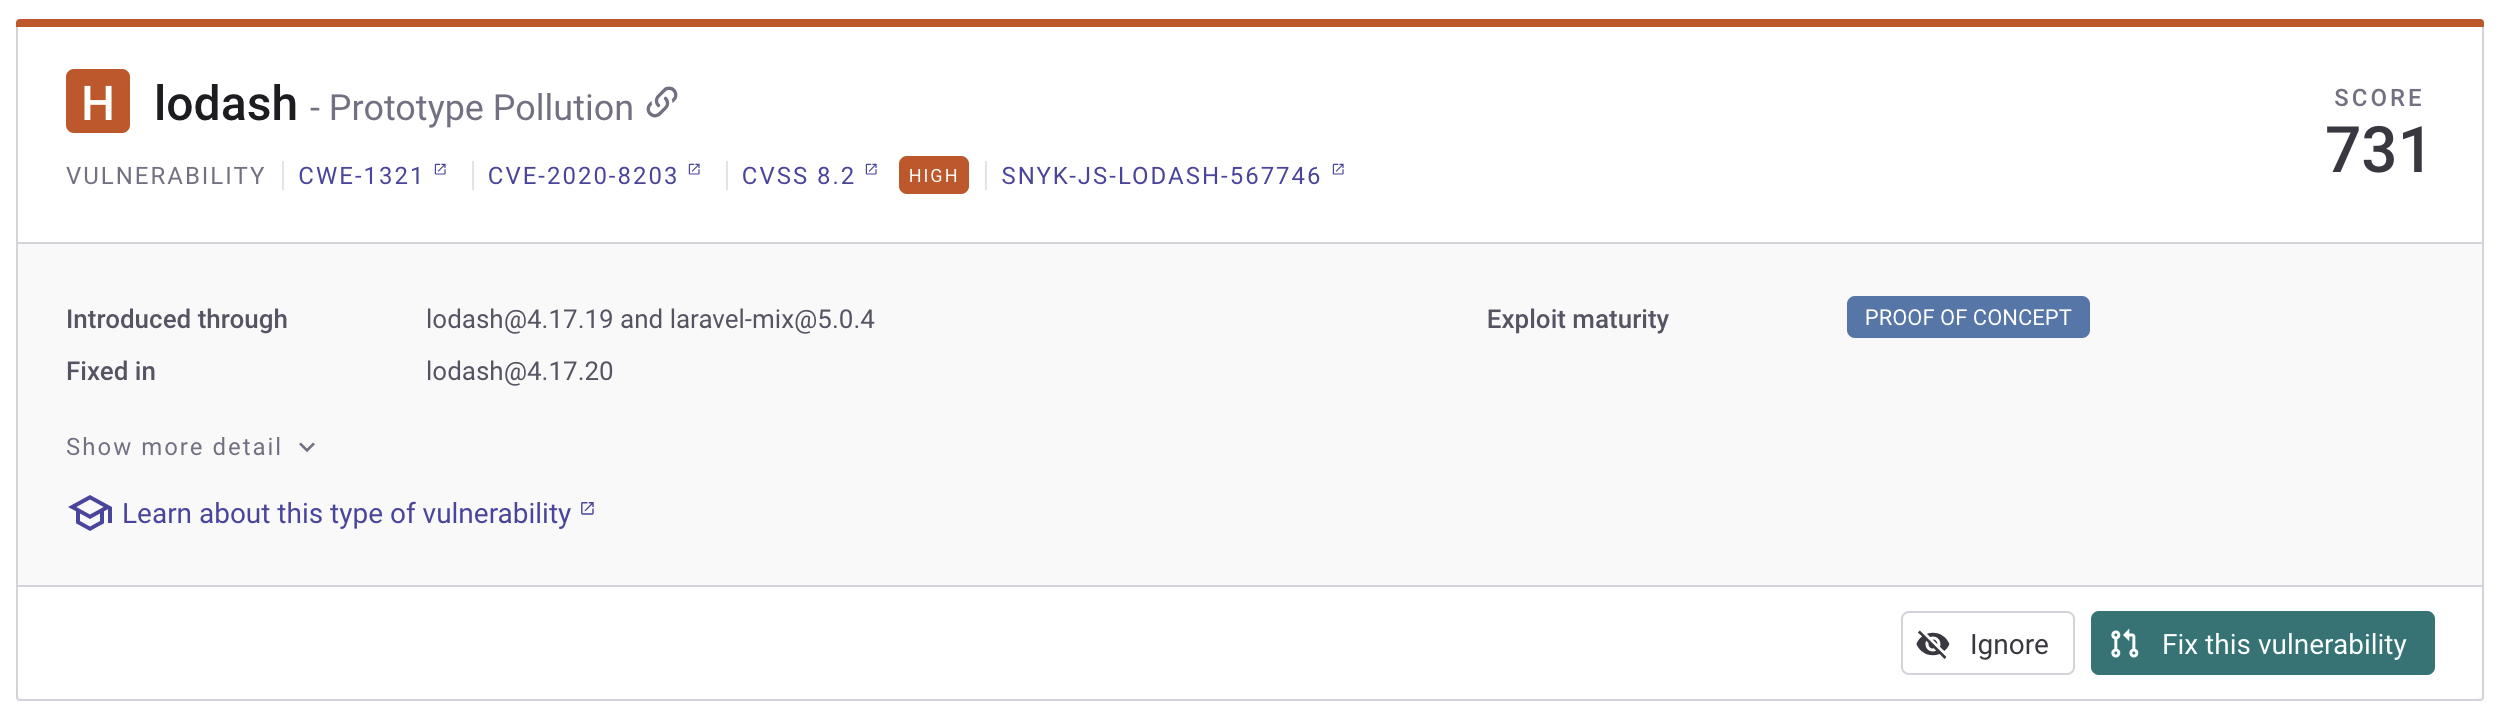 H lodash - Prototype Pollution
SCORE
731
VULNERABILITY CWE-1321 CVE-2020-8203 CVSS 8.2 HIGH SNYK-JS-LODASH-567746
Introduced through lodash@4.17.19 and laravel-mix@5.0.4
Exploit maturity PROOF OF CONCEPT
Fixed in lodash@4.17.20
Show more detail
Learn about this type of vulnerability
Ignore
Fix this vulnerability